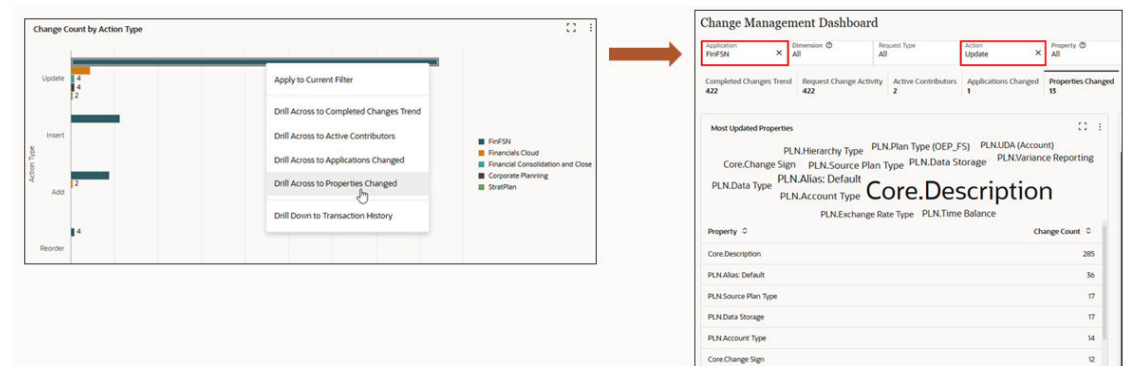 Change Count by Action Type
Action Type
Update
4
4
2
Insert
Add
2
4
Reorder
Apply to Current Filter
Drill Across to Completed Changes Trend
Drill Across to Active Contributors
Drill Across to Applications Changed
Drill Across to Properties Changed
Drill Down to Transaction History
FinFSN
Financials Cloud
Financial Consolidation and Close
Corporate Planning
StratPlan
Change Management Dashboard
Application
FinFSN ×
Dimension
All
Request Type
All
Action
Update ×
Property
All
Completed Changes Trend
422
Request Change Activity
422
Active Contributors
2
Applications Changed
1
Properties Changed
13
Most Updated Properties
PLN.Hierarchy Type PLN.Plan Type (OEP_FS) PLN.UDA (Account)
Core.Change Sign PLN.Source Plan Type PLN.Data Storage PLN.Variance Reporting
PLN.Data Type PLN.Alias: Default
PLN.Account Type Core.Description
PLN.Exchange Rate Type PLN.Time Balance
Property Change Count
Core.Description 285
PLN.Alias: Default 36
PLN.Source Plan Type 17
PLN.Data Storage 17
PLN.Account Type 14
Core.Change Sign 12